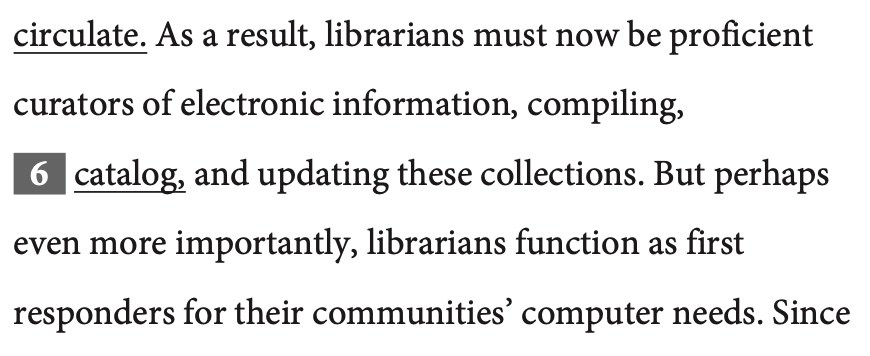 circulate. As a result, librarians must now be proficient
curators of electronic information, compiling,
6 catalog, and updating these collections. But perhaps
even more importantly, librarians function as first
responders for their communities’ computer needs. Since